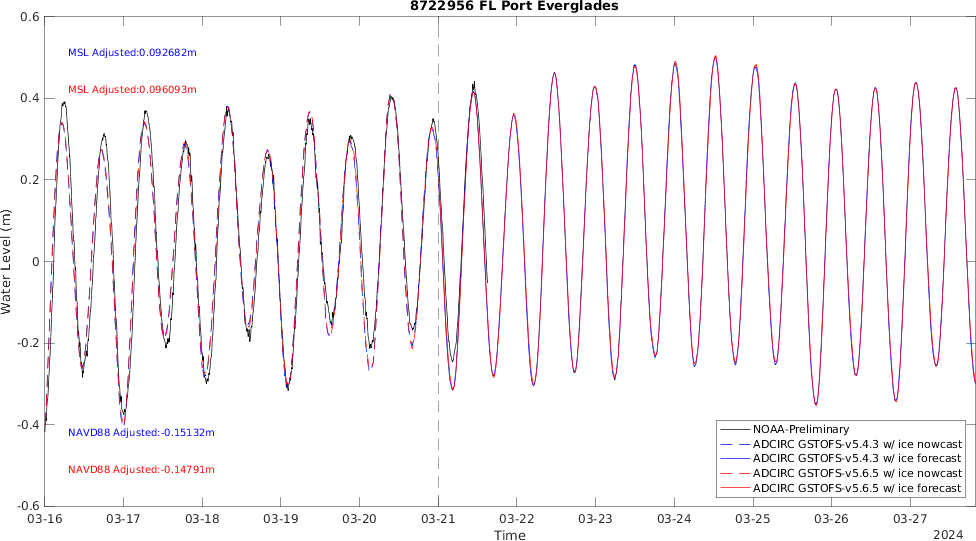 8722956 FL Port Everglades
0.6
0.4
0.2
0
-0.2
-0.4
-0.6
Water Level (m)
MSL Adjusted:0.092682m
MSL Adjusted:0.096093m
NAVD88 Adjusted:-0.15132m
NAVD88 Adjusted:-0.14791m
NOAA-Preliminary
ADCIRC GSTOFS-v5.4.3 w/ ice nowcast
ADCIRC GSTOFS-v5.4.3 w/ ice forecast
ADCIRC GSTOFS-v5.6.5 w/ ice nowcast
ADCIRC GSTOFS-v5.6.5 w/ ice forecast
03-16 03-17 03-18 03-19 03-20 03-21 03-22 03-23 03-24 03-25 03-26 03-27
Time
2024